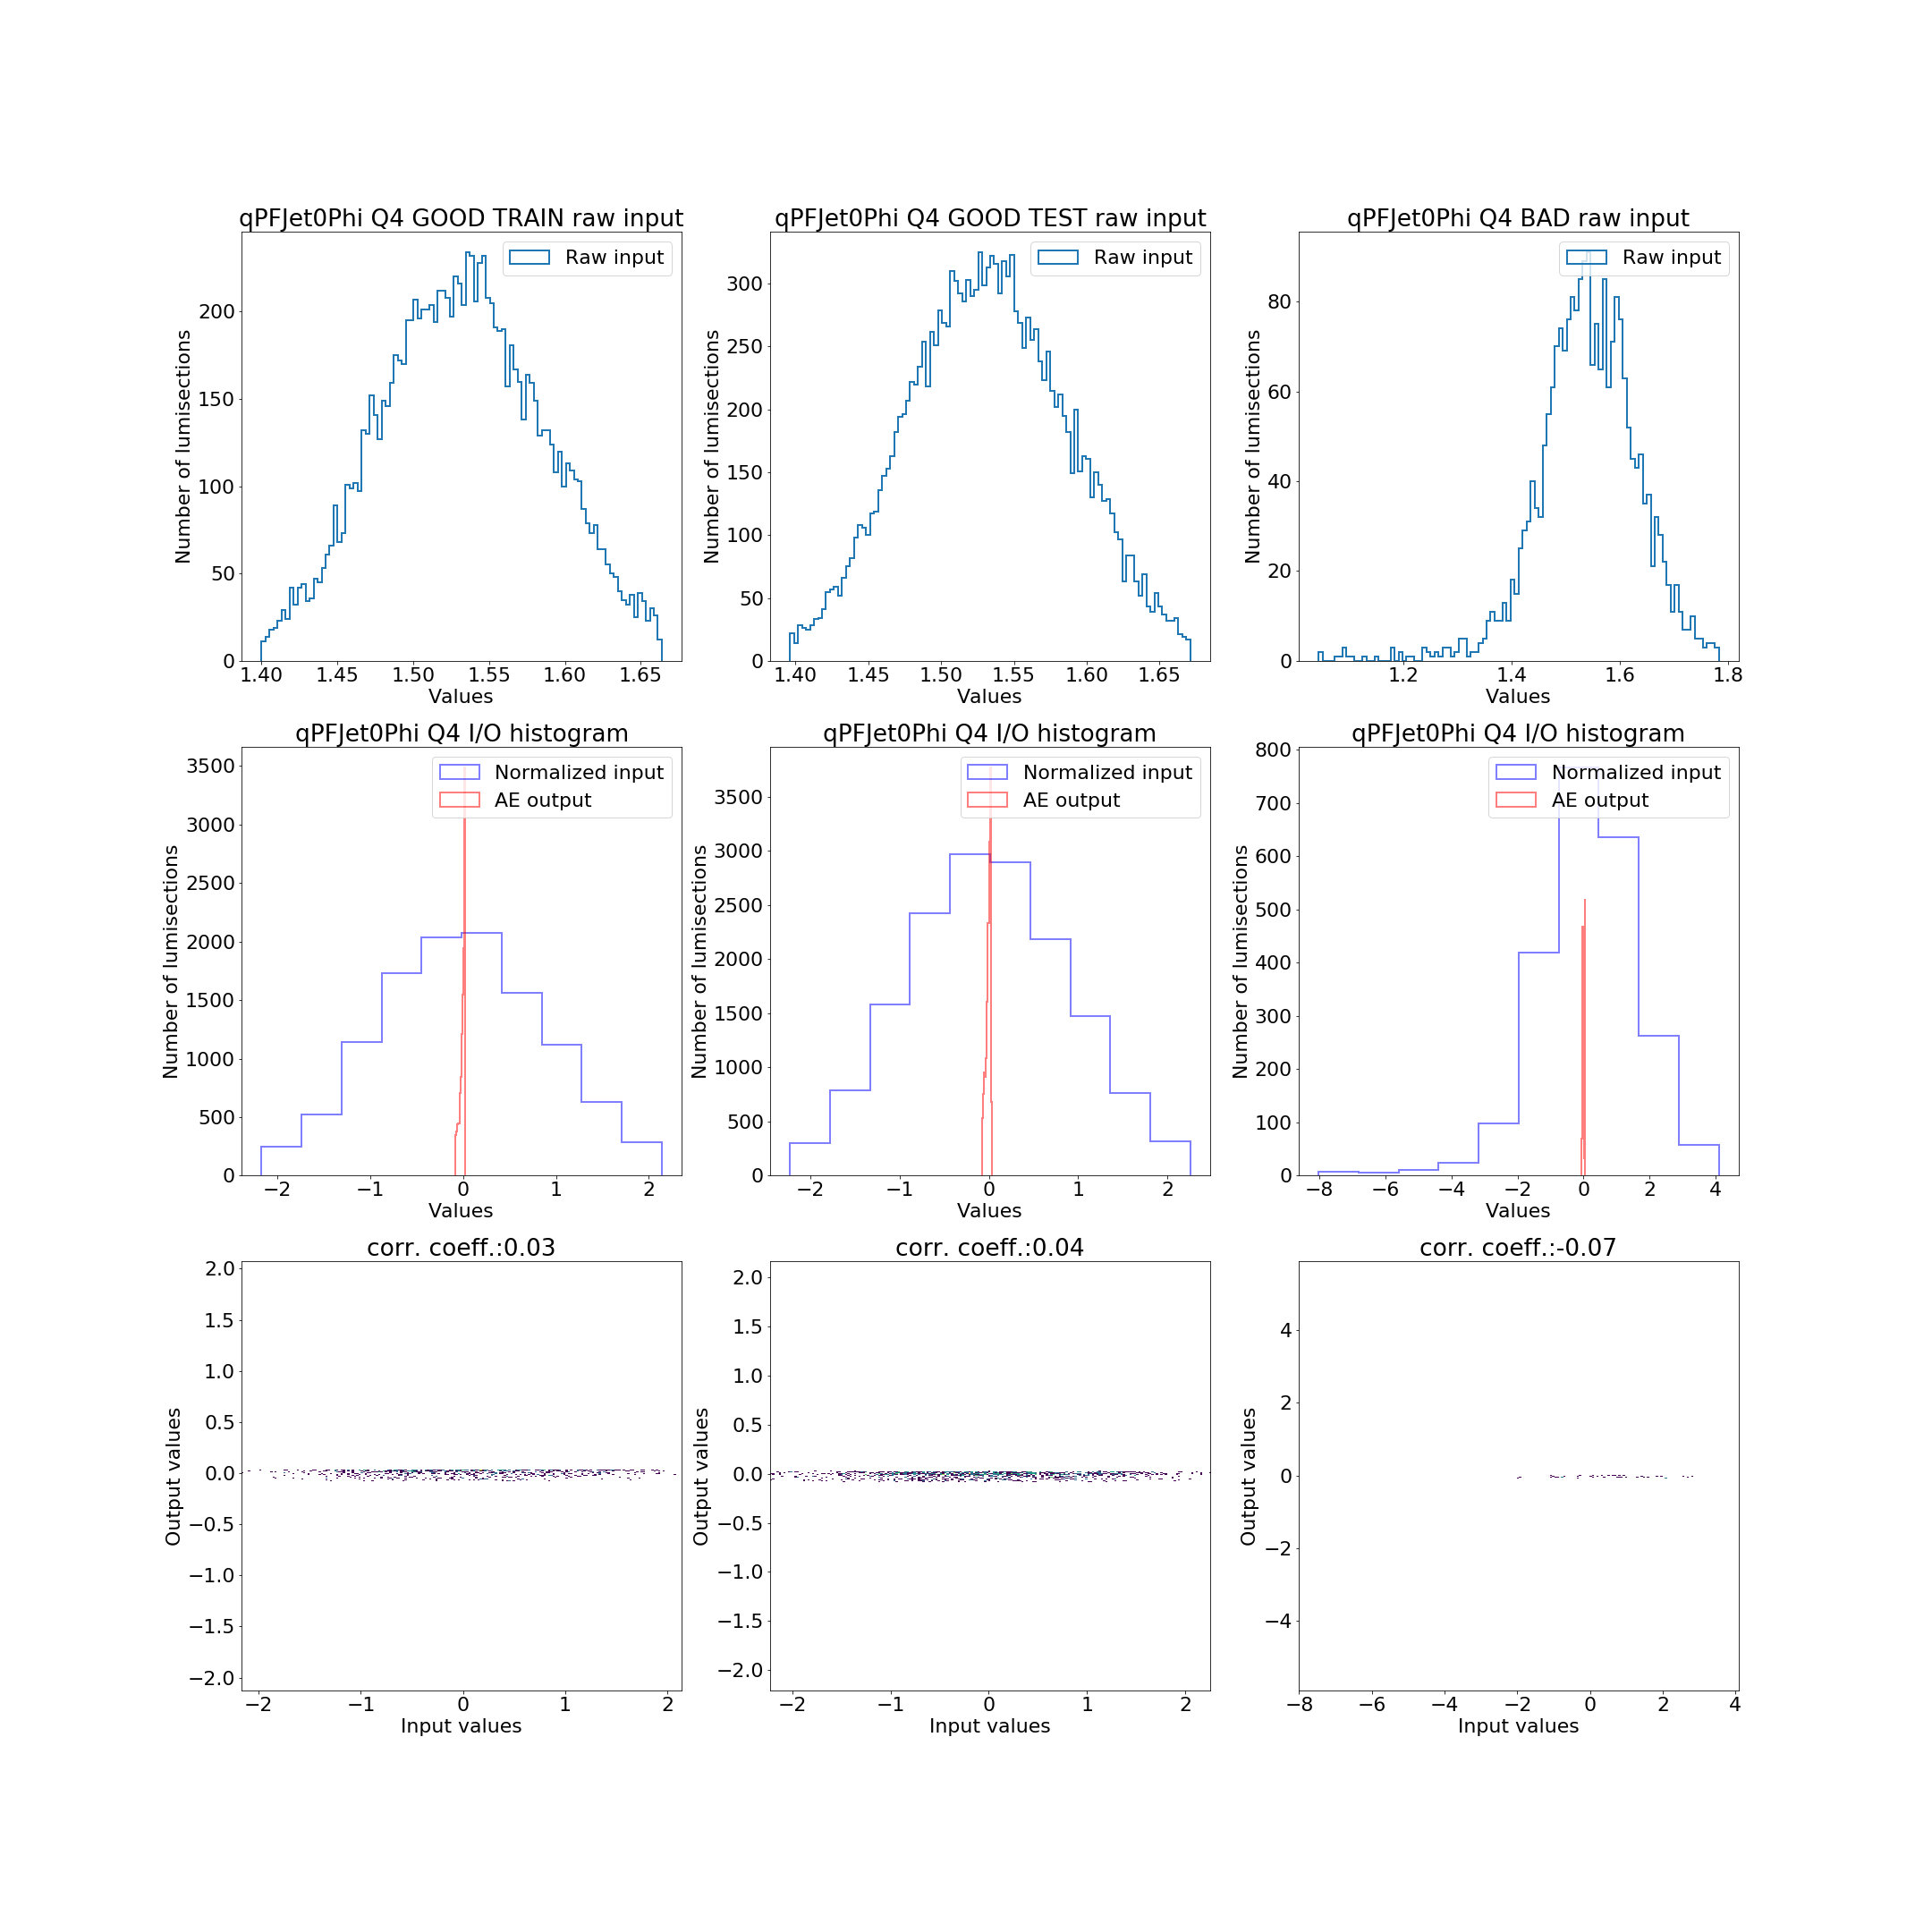 qPFJet0Phi Q4 GOOD TRAIN raw input
Raw input
Number of lumisections
200
150
100
50
0
1.40 1.45 1.50 1.55 1.60 1.65
Values
qPFJet0Phi Q4 GOOD TEST raw input
Raw input
Number of lumisections
300
250
200
150
100
50
0
1.40 1.45 1.50 1.55 1.60 1.65
Values
qPFJet0Phi Q4 BAD raw input
Raw input
Number of lumisections
80
60
40
20
0
1.2 1.4 1.6 1.8
Values
qPFJet0Phi Q4 I/O histogram
Normalized input
AE output
Number of lumisections
3500
3000
2500
2000
1500
1000
500
0
−2 −1 0 1 2
Values
qPFJet0Phi Q4 I/O histogram
Normalized input
AE output
Number of lumisections
3500
3000
2500
2000
1500
1000
500
0
−2 −1 0 1 2
Values
qPFJet0Phi Q4 I/O histogram
Normalized input
AE output
Number of lumisections
800
700
600
500
400
300
200
100
0
−8 −6 −4 −2 0 2 4
Values
corr. coeff.:0.03
Output values
2.0
1.5
1.0
0.5
0.0
−0.5
−1.0
−1.5
−2.0
−2 −1 0 1 2
Input values
corr. coeff.:0.04
Output values
2.0
1.5
1.0
0.5
0.0
−0.5
−1.0
−1.5
−2.0
−2 −1 0 1 2
Input values
corr. coeff.:-0.07
Output values
4
2
0
−2
−4
−8 −6 −4 −2 0 2 4
Input values